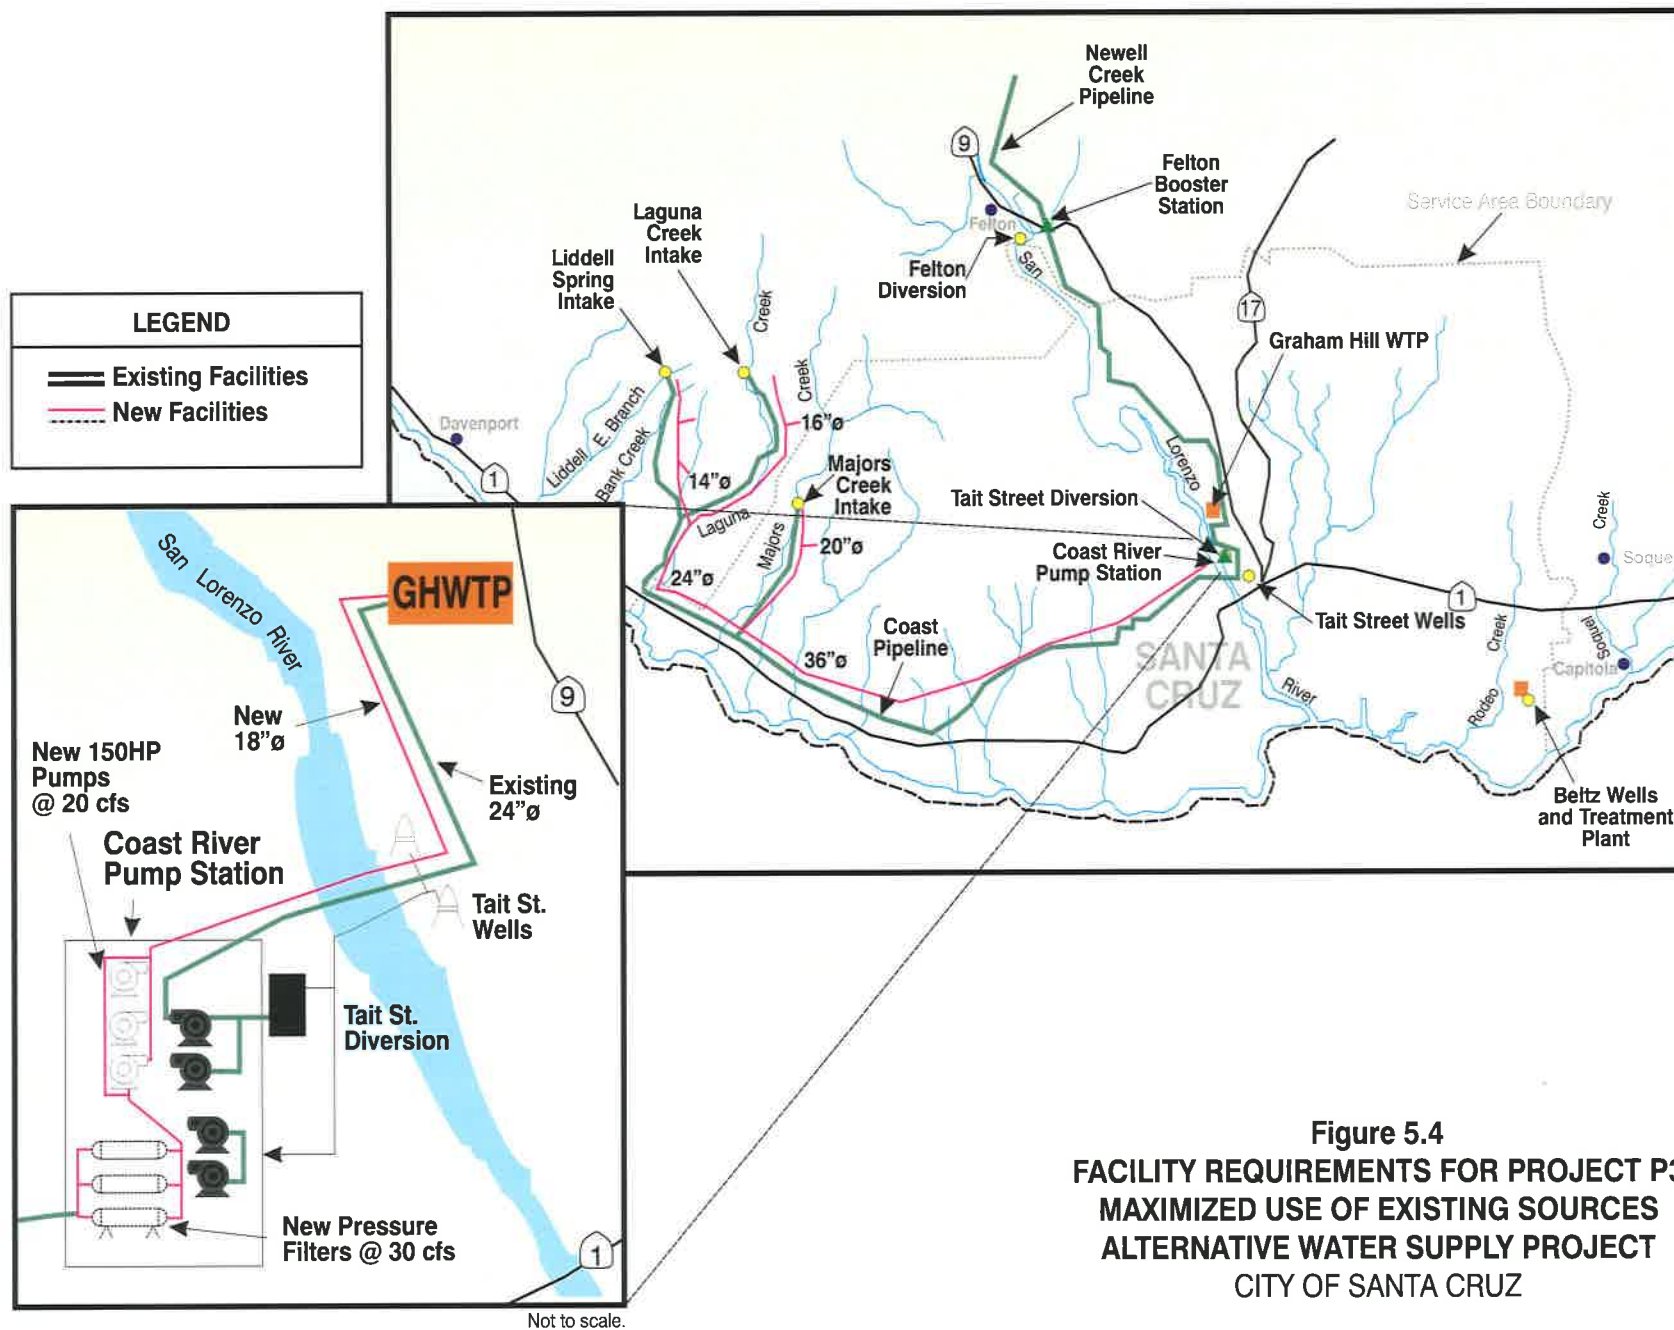 Newell
Creek
Pipeline
9
Felton
Booster
Station
Service Area Boundary
Laguna
Creek
Intake
Felton
Liddell
Spring
Intake
Felton
Diversion
San
Creek
17
LEGEND
Existing Facilities
New Facilities
Graham Hill WTP
Creek
Davenport
E. Branch
Liddell
Bank Creek
16"ø
Lorenzo
1
14"ø
Majors
Creek
Intake
Tait Street Diversion
Laguna
Majors
20"ø
Creek
Coast River
Pump Station
Soque
24"ø
1
Tait Street Wells
Creek
Soquel
Coast
Pipeline
36"ø
SANTA
CRUZ
Capitola
River
Rodeo
Beltz Wells
and Treatment
Plant
San Lorenzo River
GHWTP
9
New
18"ø
New 150HP
Pumps
@ 20 cfs
Existing
24"ø
Coast River
Pump Station
Tait St.
Wells
Tait St.
Diversion
New Pressure
Filters @ 30 cfs
1
Not to scale.
Figure 5.4
FACILITY REQUIREMENTS FOR PROJECT P3
MAXIMIZED USE OF EXISTING SOURCES
ALTERNATIVE WATER SUPPLY PROJECT
CITY OF SANTA CRUZ